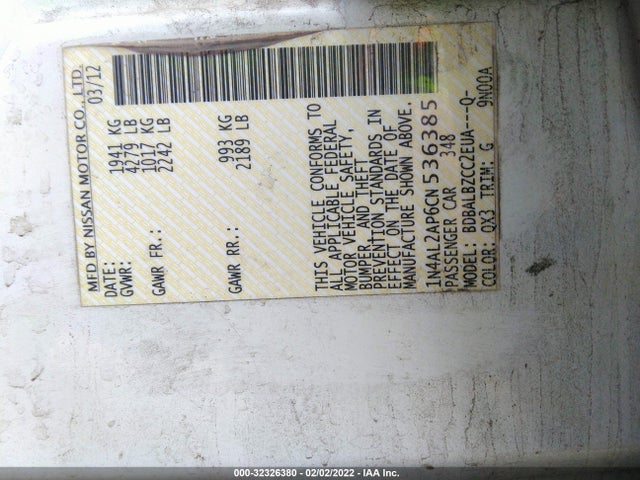 MFD BY NISSAN MOTOR CO., LTD.
DATE: 03/12
GVWR: 1941 KG
4279 LB
GAWR FR: 1017 KG
2242 LB
GAWR RR: 993 KG
2189 LB
THIS VEHICLE CONFORMS TO
ALL APPLICABLE FEDERAL
MOTOR VEHICLE SAFETY,
BUMPER, AND THEFT
PREVENTION STANDARDS IN
EFFECT ON THE DATE OF
MANUFACTURE SHOWN ABOVE.
1N4AL2AP6CN536385
PASSENGER CAR 348
MODEL: BDBALBZCC2EUA---Q-
COLOR: QX3 TRIM: G 9N00A
000-32326380 - 02/02/2022 - IAA Inc.